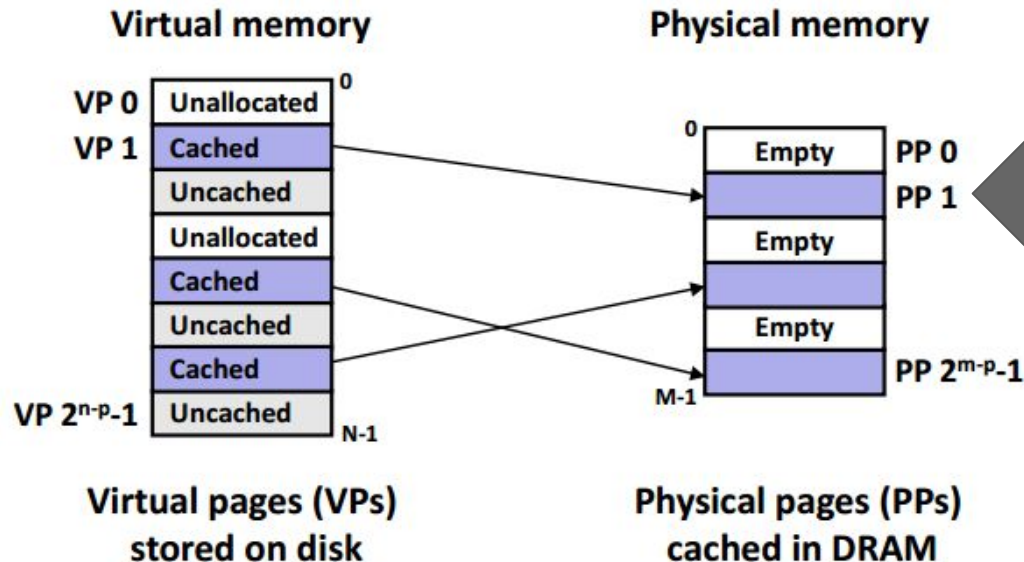 Virtual memory
Physical memory
0
VP 0 Unallocated
VP 1 Cached
Uncached
Unallocated
Cached
Uncached
Cached
VP 2ⁿ⁻ᵖ-1 Uncached
N-1
0
Empty PP 0
PP 1
Empty
Empty
PP 2ᵐ⁻ᵖ-1
M-1
Virtual pages (VPs)
stored on disk
Physical pages (PPs)
cached in DRAM